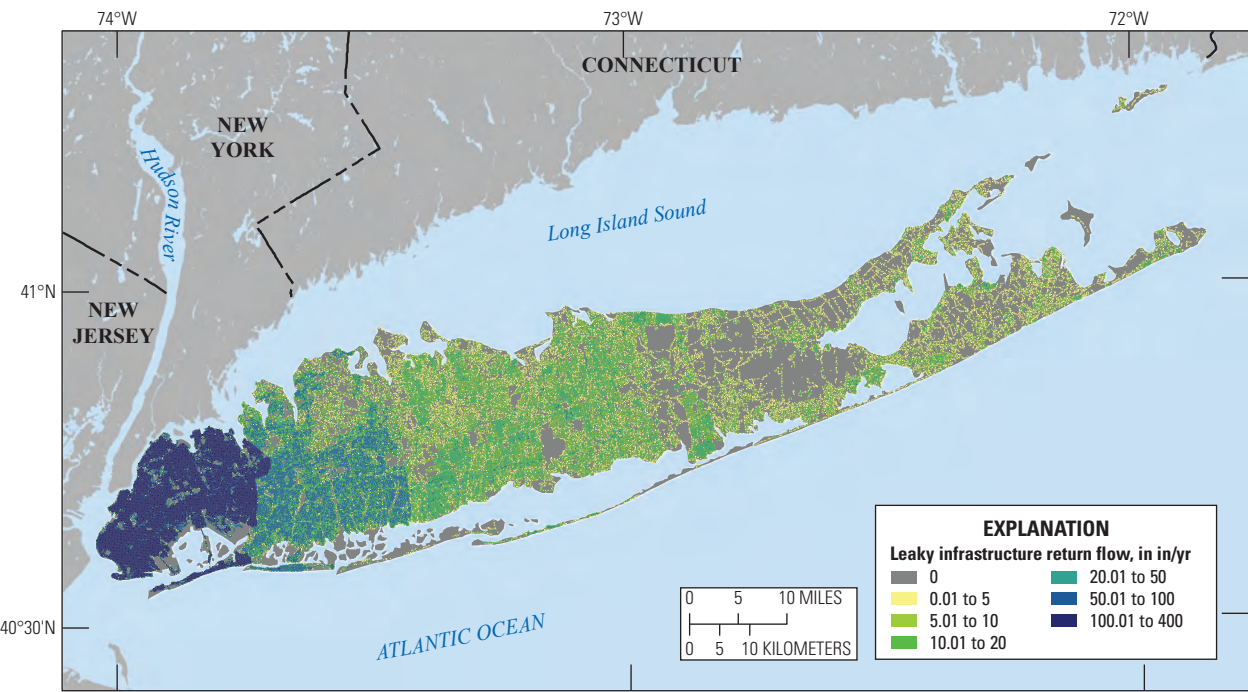 74°W
73°W
72°W
CONNECTICUT
NEW
YORK
Hudson River
Long Island Sound
41°N
NEW
JERSEY
EXPLANATION
Leaky infrastructure return flow, in in/yr
0
0.01 to 5
5.01 to 10
10.01 to 20
20.01 to 50
50.01 to 100
100.01 to 400
0 5 10 MILES
0 5 10 KILOMETERS
40°30'N
ATLANTIC OCEAN